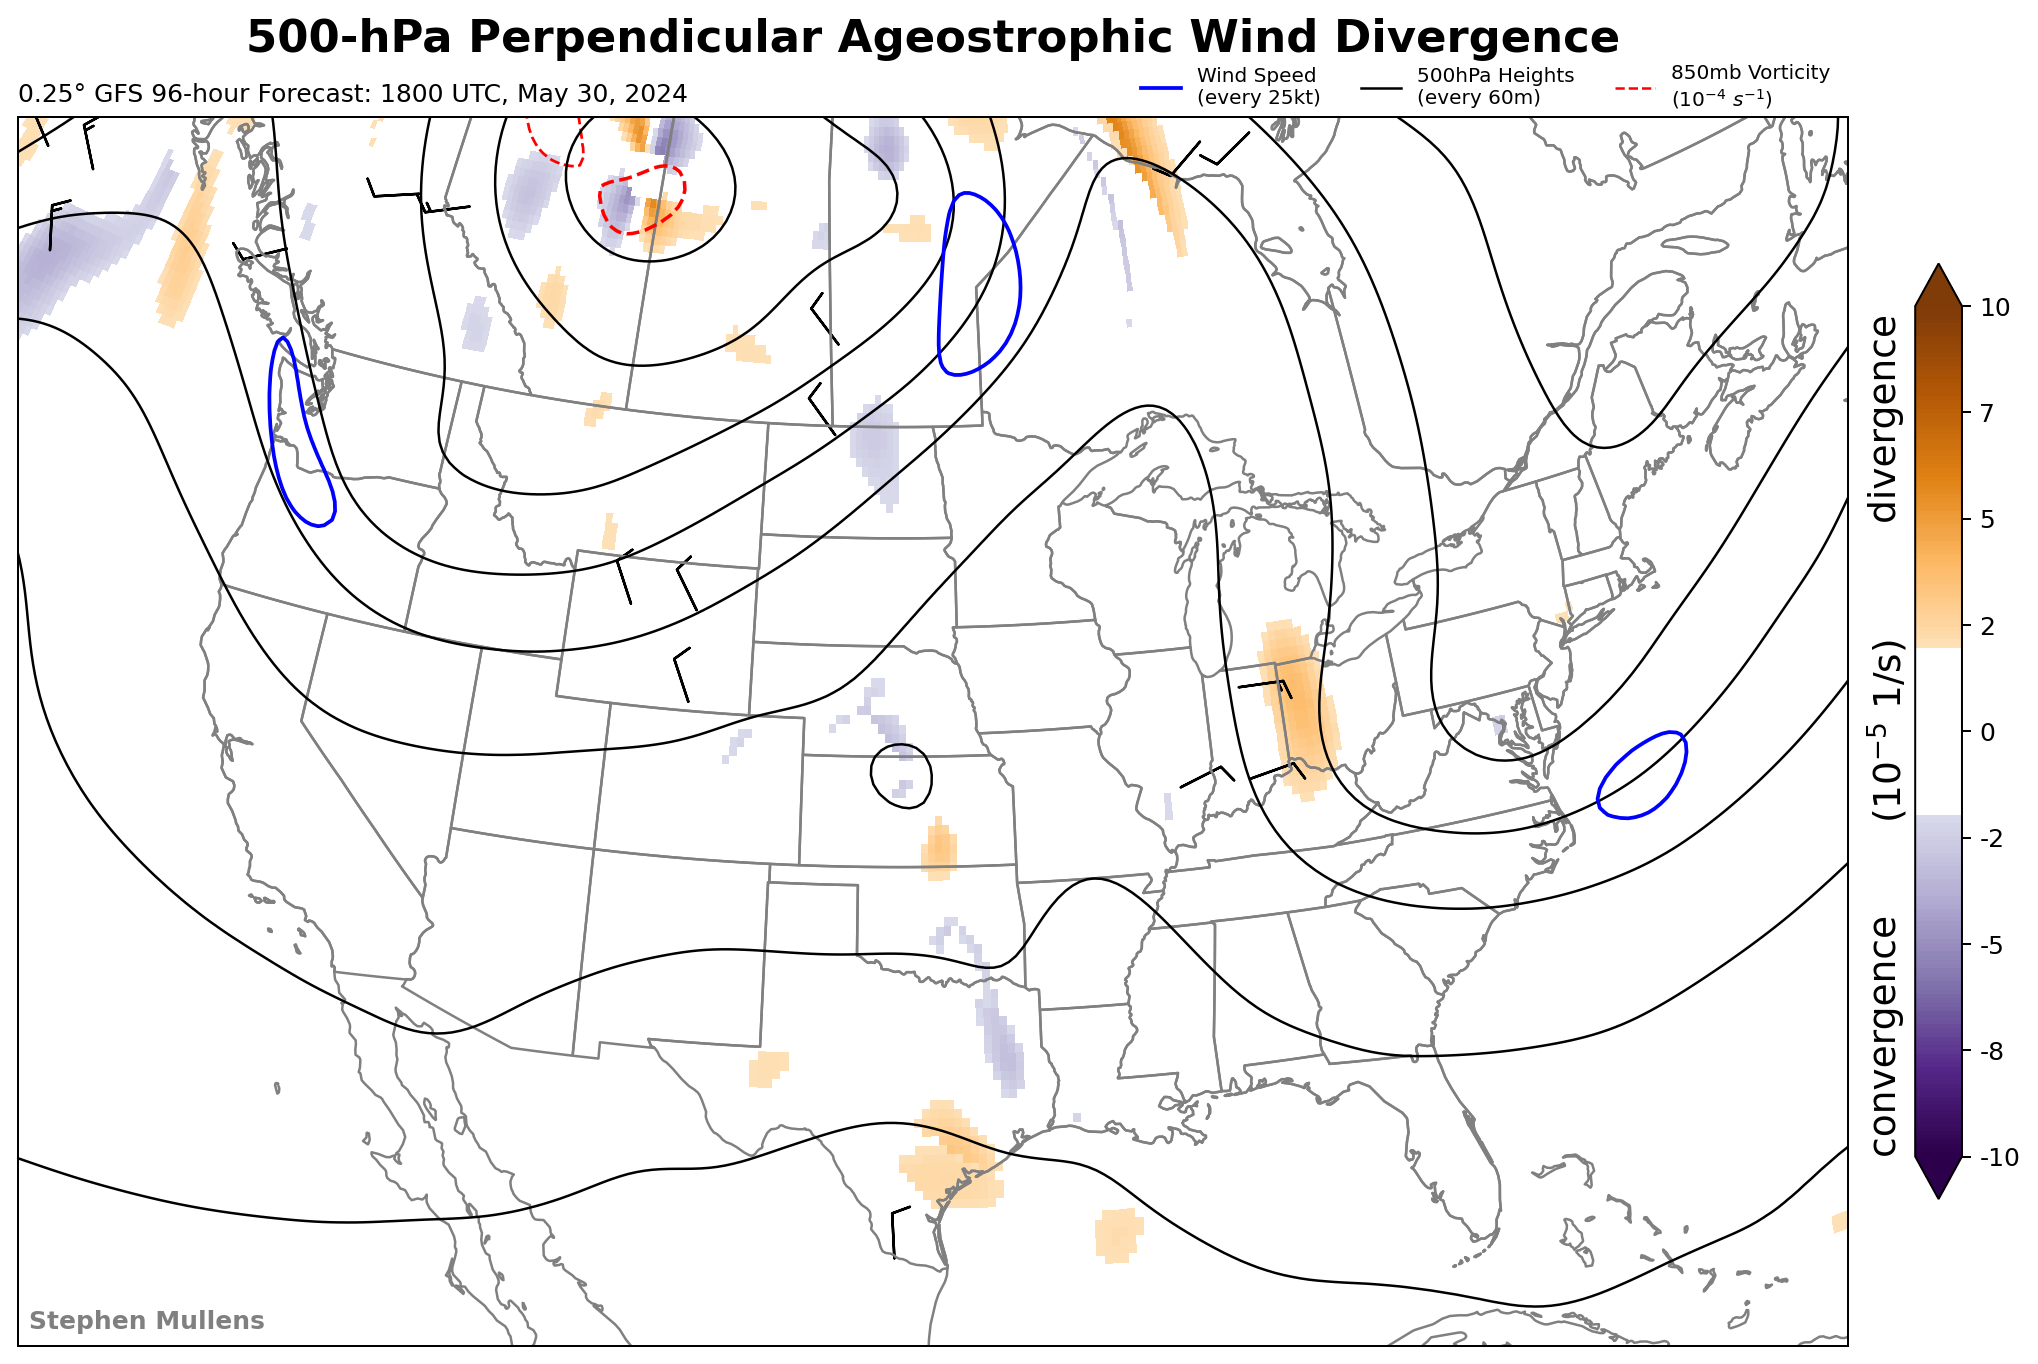 500-hPa Perpendicular Ageostrophic Wind Divergence
0.25° GFS 96-hour Forecast: 1800 UTC, May 30, 2024
Wind Speed
(every 25kt)
500hPa Heights
(every 60m)
850mb Vorticity
(10⁻⁴ s⁻¹)
10
7
5
2
0
-2
-5
-8
-10
convergence (10⁻⁵ 1/s) divergence
Stephen Mullens